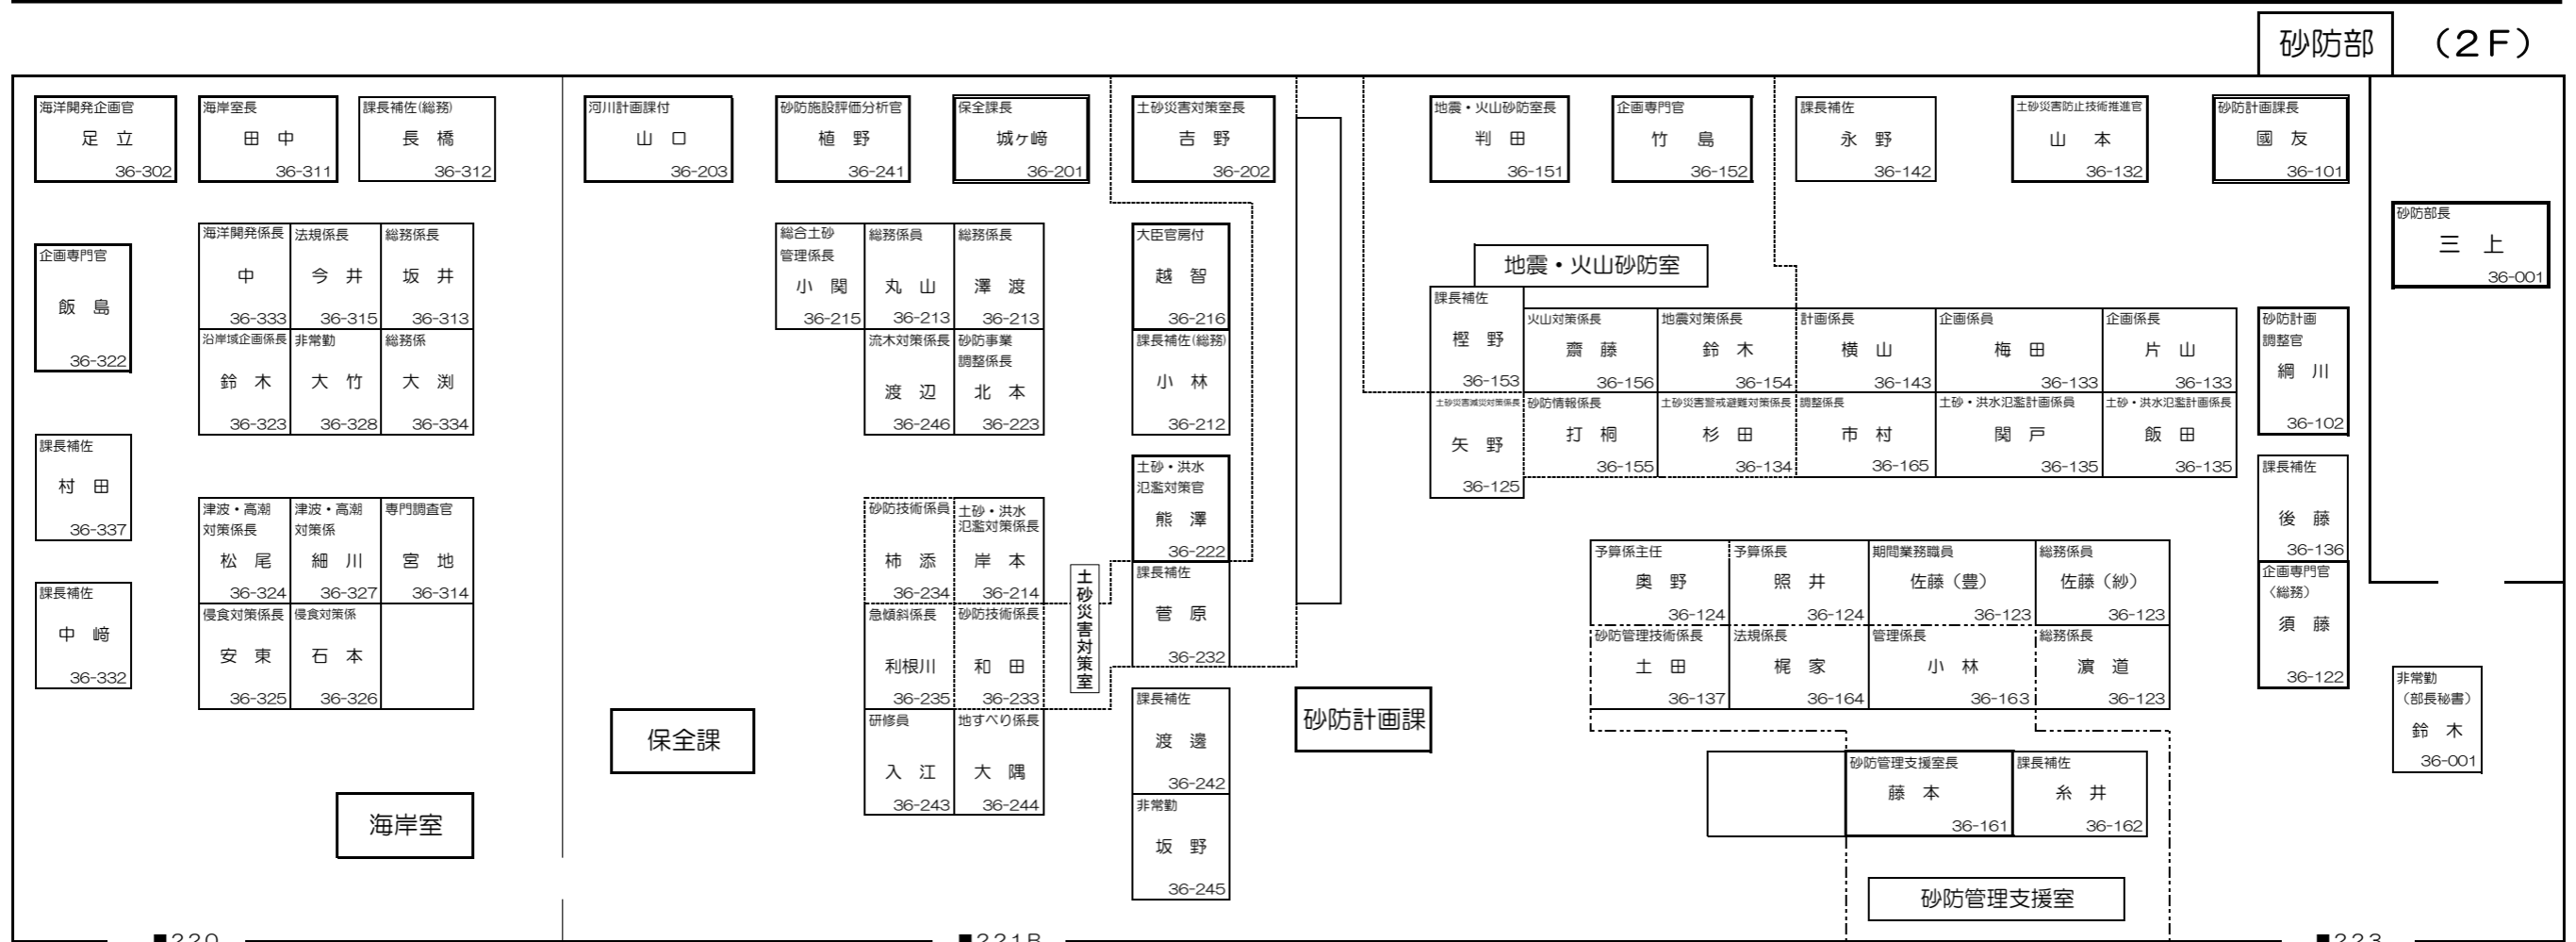 砂防部 （２Ｆ）
海洋開発企画官
足 立
36-302
海岸室長
田 中
36-311
課長補佐(総務)
長 橋
36-312
河川計画課付
山 口
36-203
砂防施設評価分析官
植 野
36-241
保全課長
城ヶ﨑
36-201
土砂災害対策室長
吉 野
36-202
地震・火山砂防室長
判 田
36-151
企画専門官
竹 島
36-152
課長補佐
永 野
36-142
土砂災害防止技術推進官
山 本
36-132
砂防計画課長
國 友
36-101
砂防部長
三 上
36-001
企画専門官
飯 島
36-322
海洋開発係長
中
36-333
法規係長
今 井
36-315
総務係長
坂 井
36-313
沿岸域企画係長
鈴 木
36-323
非常勤
大 竹
36-328
総務係
大 渕
36-334
課長補佐
村 田
36-337
課長補佐
中 﨑
36-332
津波・高潮
対策係長
松 尾
36-324
津波・高潮
対策係
細 川
36-327
専門調査官
宮 地
36-314
侵食対策係長
安 東
36-325
侵食対策係
石 本
36-326
海岸室
総合土砂
管理係長
小 関
36-215
総務係員
丸 山
36-213
総務係長
澤 渡
36-213
流木対策係長
渡 辺
36-246
砂防事業
調整係長
北 本
36-223
砂防技術係員
柿 添
36-234
土砂・洪水
氾濫対策係長
岸 本
36-214
急傾斜係長
利根川
36-235
砂防技術係長
和 田
36-233
研修員
入 江
36-243
地すべり係長
大 隅
36-244
保全課
土砂災害対策室
大臣官房付
越 智
36-216
課長補佐(総務)
小 林
36-212
土砂・洪水
氾濫対策官
熊 澤
36-222
課長補佐
菅 原
36-232
課長補佐
渡 邊
36-242
非常勤
坂 野
36-245
砂防計画課
地震・火山砂防室
課長補佐
樫 野
36-153
火山対策係長
齋 藤
36-156
地震対策係長
鈴 木
36-154
計画係長
横 山
36-143
企画係員
梅 田
36-133
企画係長
片 山
36-133
土砂災害減災対策係長
矢 野
36-125
砂防情報係長
打 桐
36-155
土砂災害警戒避難対策係長
杉 田
36-134
調整係長
市 村
36-165
土砂・洪水氾濫計画係員
関 戸
36-135
土砂・洪水氾濫計画係長
飯 田
36-135
砂防計画
調整官
綱 川
36-102
課長補佐
後 藤
36-136
企画専門官
〈総務〉
須 藤
36-122
予算係主任
奥 野
36-124
予算係長
照 井
36-124
期間業務職員
佐藤（豊）
36-123
総務係員
佐藤（紗）
36-123
砂防管理技術係長
土 田
36-137
法規係長
梶 家
36-164
管理係長
小 林
36-163
総務係長
濵 道
36-123
砂防管理支援室長
藤 本
36-161
課長補佐
糸 井
36-162
砂防管理支援室
非常勤
（部長秘書）
鈴 木
36-001
■220
■221B
■223